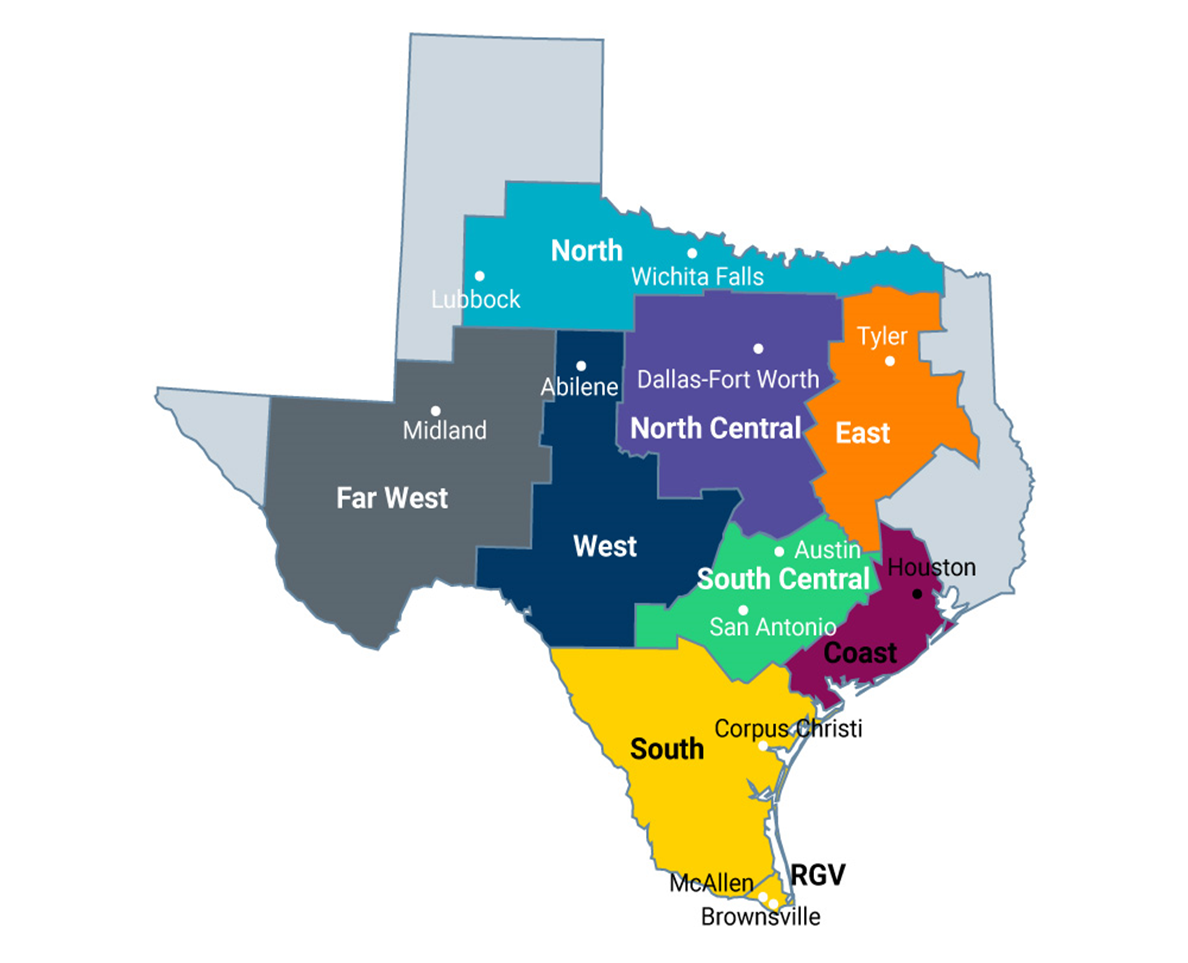 North
Wichita Falls
Lubbock
Tyler
Abilene
Dallas-Fort Worth
Midland
North Central
East
Far West
West
Austin
Houston
South Central
San Antonio
Coast
Corpus Christi
South
McAllen
RGV
Brownsville